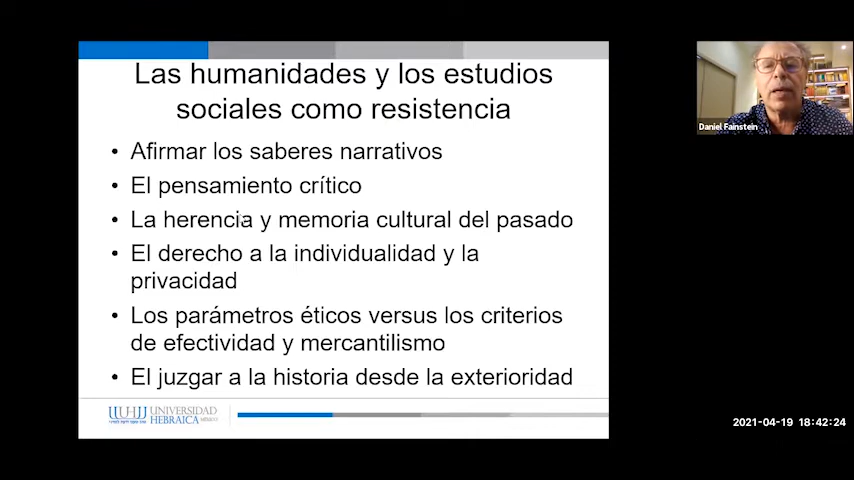 Las humanidades y los estudios
sociales como resistencia
• Afirmar los saberes narrativos
• El pensamiento crítico
• La herencia y memoria cultural del pasado
• El derecho a la individualidad y la
privacidad
• Los parámetros éticos versus los criterios
de efectividad y mercantilismo
• El juzgar a la historia desde la exterioridad
UNIVERSIDAD
HEBRAICA MÉXICO
Daniel Fainstein
2021-04-19 18:42:24